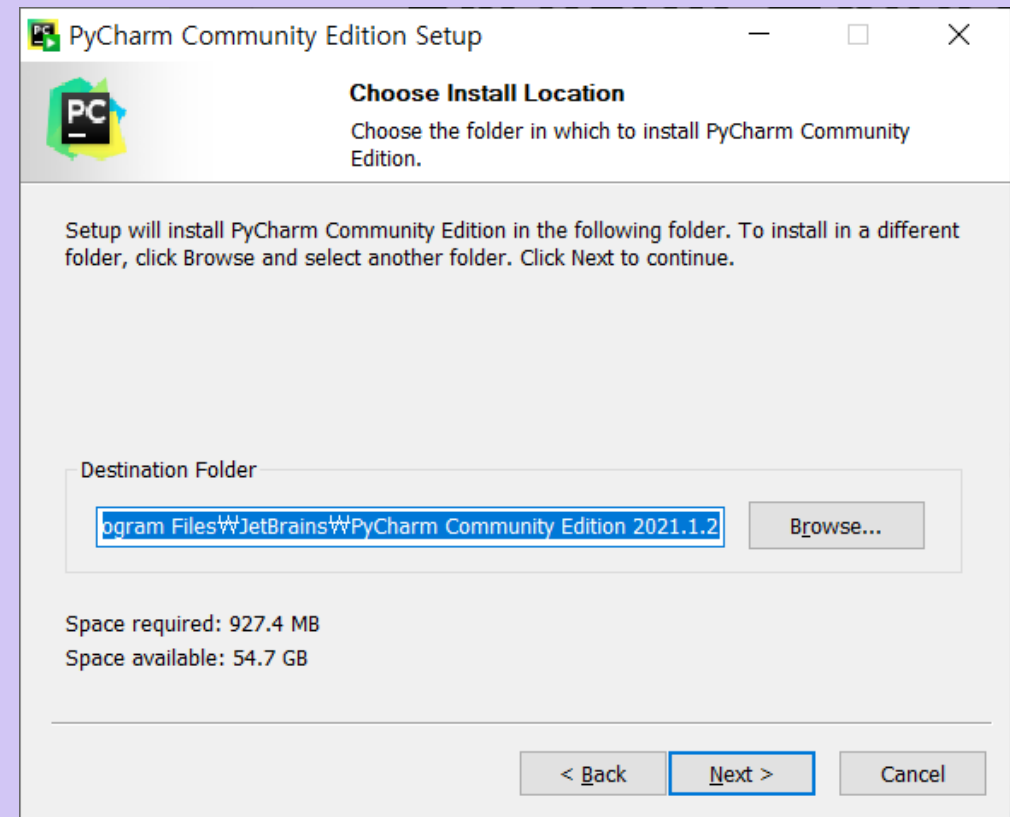 PyCharm Community Edition Setup
PC
Choose Install Location
Choose the folder in which to install PyCharm Community
Edition.
Setup will install PyCharm Community Edition in the following folder. To install in a different
folder, click Browse and select another folder. Click Next to continue.
Destination Folder
ogram Files₩JetBrains₩PyCharm Community Edition 2021.1.2
Browse...
Space required: 927.4 MB
Space available: 54.7 GB
< Back
Next >
Cancel